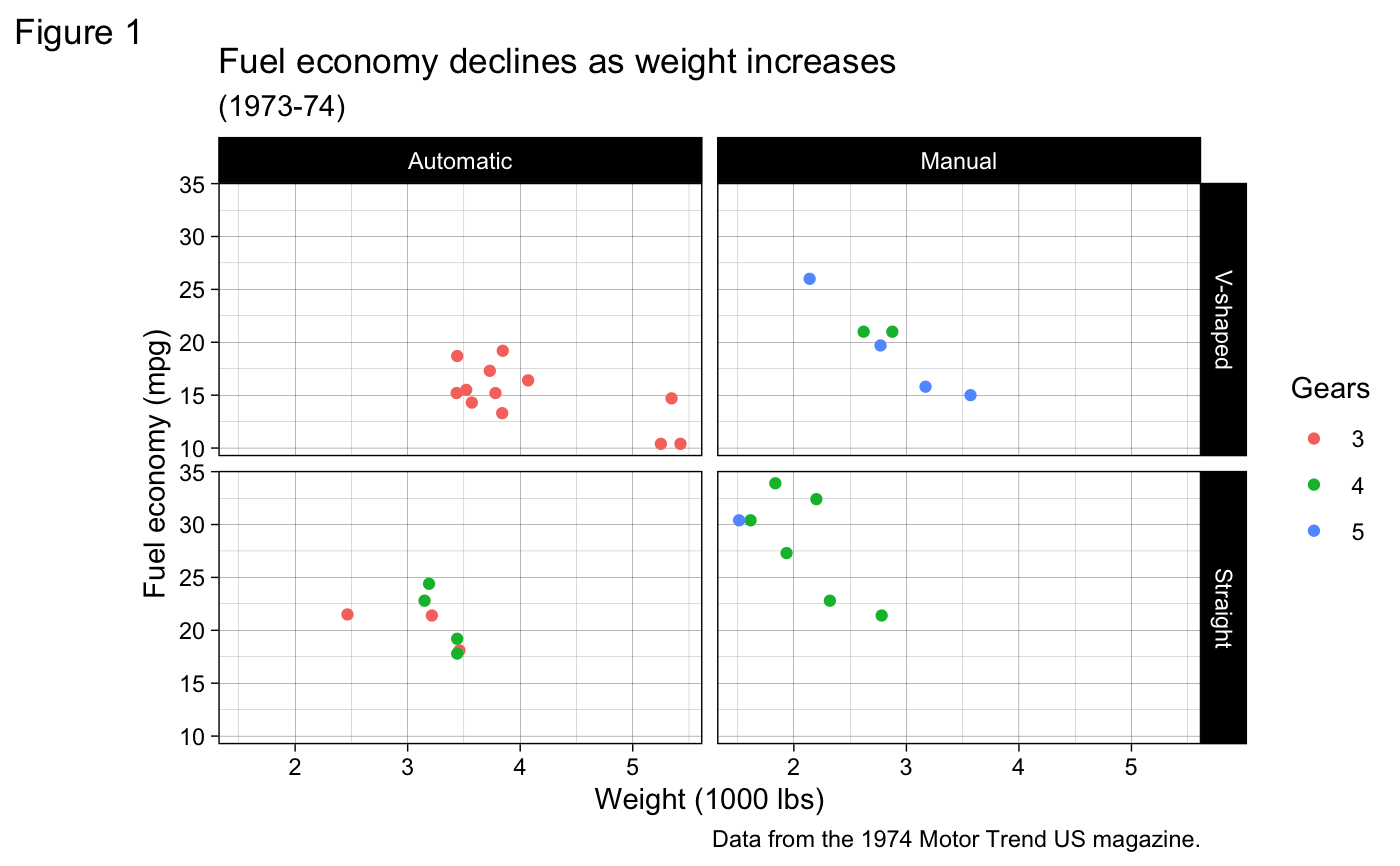 Figure 1
Fuel economy declines as weight increases
(1973-74)
Automatic
Manual
35
30
25
20
15
10
V-shaped
Fuel economy (mpg)
35
30
25
20
15
10
Straight
Gears
3
4
5
2 3 4 5
2 3 4 5
Weight (1000 lbs)
Data from the 1974 Motor Trend US magazine.